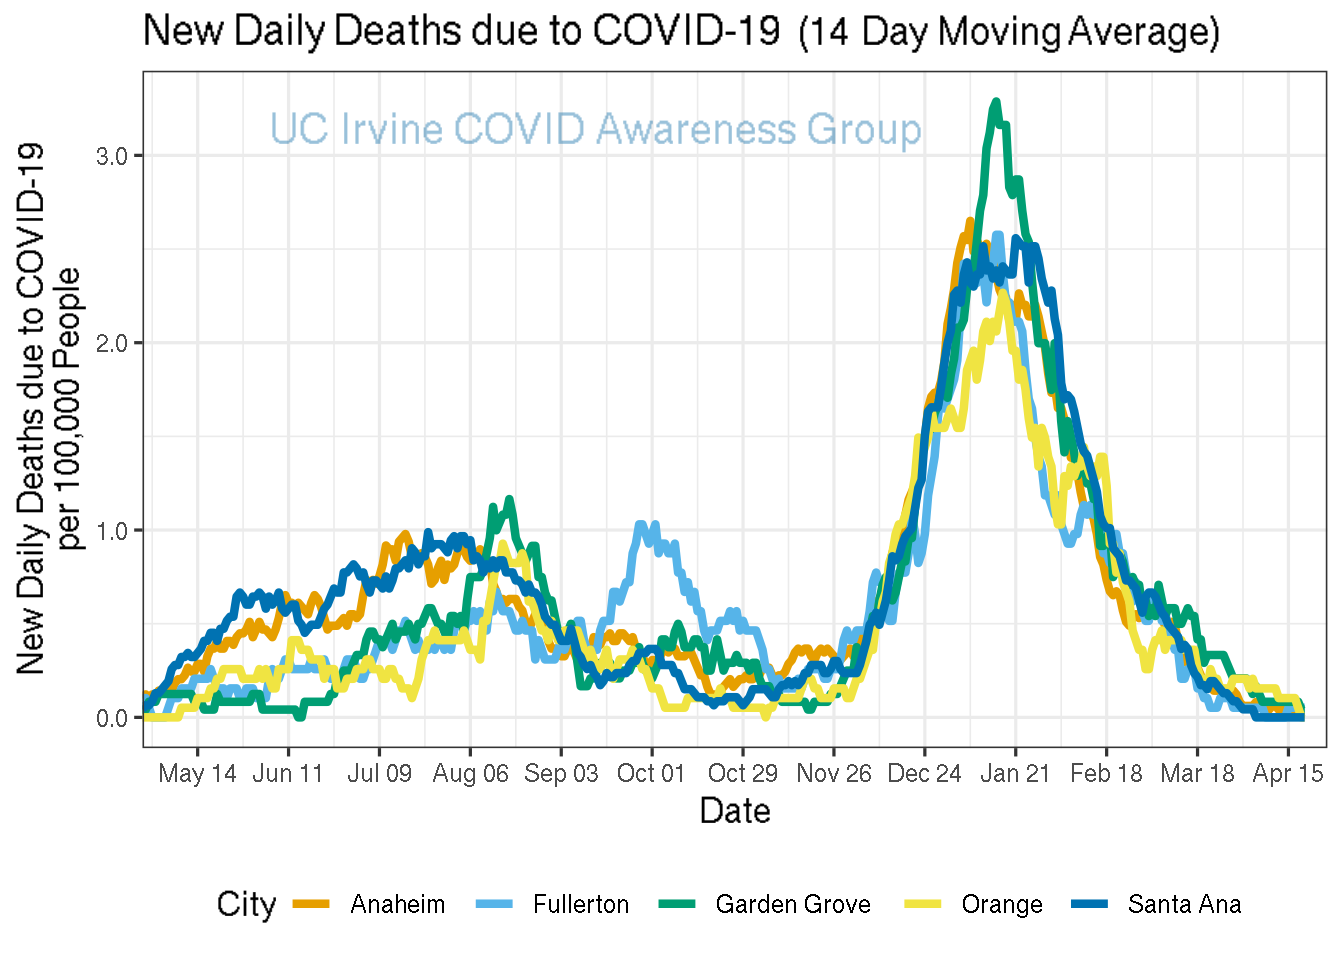 New Daily Deaths due to COVID-19 (14 Day Moving Average)
UC Irvine COVID Awareness Group
New Daily Deaths due to COVID-19
per 100,000 People
3.0
2.0
1.0
0.0
May 14 Jun 11 Jul 09 Aug 06 Sep 03 Oct 01 Oct 29 Nov 26 Dec 24 Jan 21 Feb 18 Mar 18 Apr 15
Date
City Anaheim Fullerton Garden Grove Orange Santa Ana